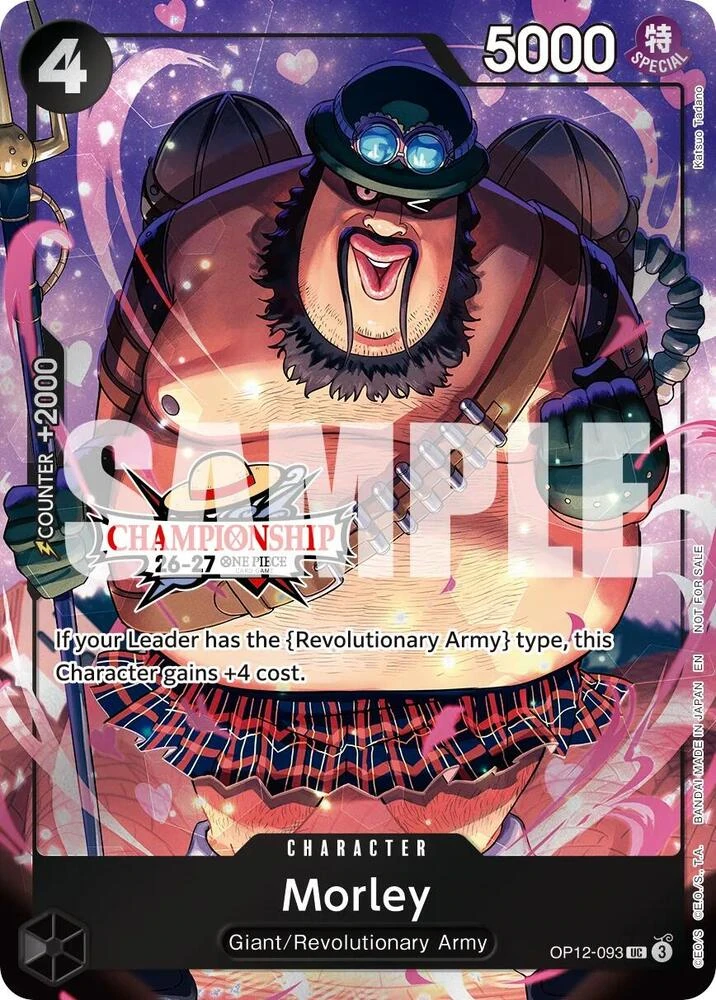 4
5000
特
SPECIAL
Katsuo Tadano
COUNTER +2000
SAMPLE
CHAMPIONSHIP
26-27 ONE PIECE
CARD GAME
If your Leader has the {Revolutionary Army} type, this
Character gains +4 cost.
CHARACTER
Morley
Giant/Revolutionary Army
OP12-093 UC 3
©E.O/S ©E.O./S., T.A. BANDAI MADE IN JAPAN EN NOT FOR SALE